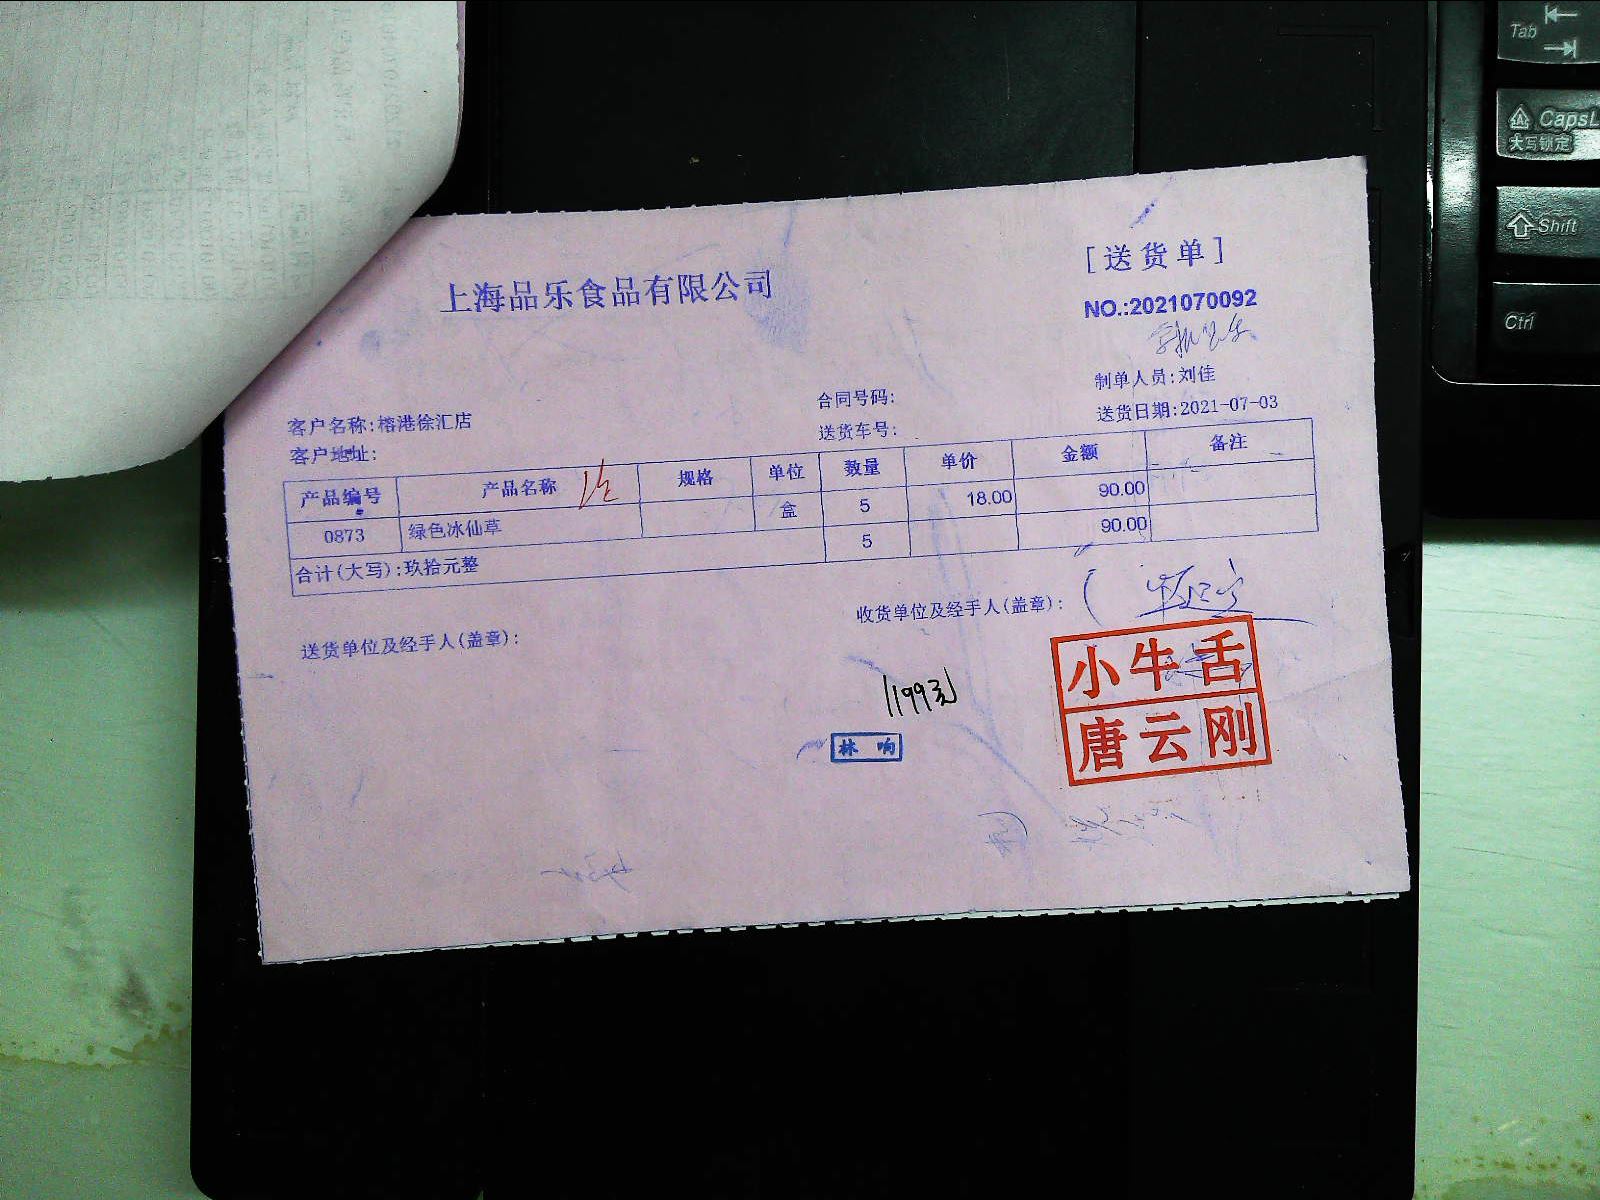 上海品乐食品有限公司
[送货单]
NO.:2021070092
制单人员:刘佳
合同号码:
送货日期:2021-07-03
客户名称:榕港徐汇店
送货车号:
客户地址:
产品编号 产品名称 规格 单位 数量 单价 金额 备注
0873 绿色冰仙草 盒 5 18.00 90.00
合计(大写):玖拾元整 5 90.00
收货单位及经手人(盖章):
送货单位及经手人(盖章):
小牛舌
唐云刚
林响
Tab
CapsL
大写锁定
Shift
Ctrl